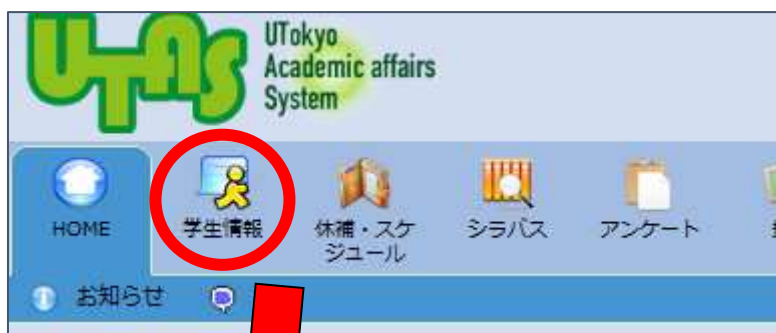 UTAS
UTokyo
Academic affairs
System
HOME
学生情報
休補・スケ
ジュール
シラバス
アンケート
お知らせ